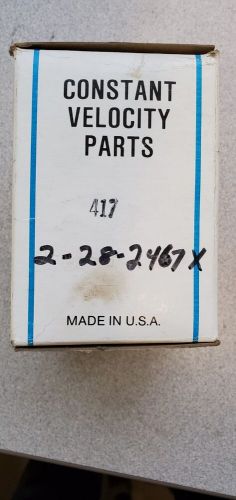 CONSTANT
VELOCITY
PARTS
417
2-28-2467X
MADE IN U.S.A.